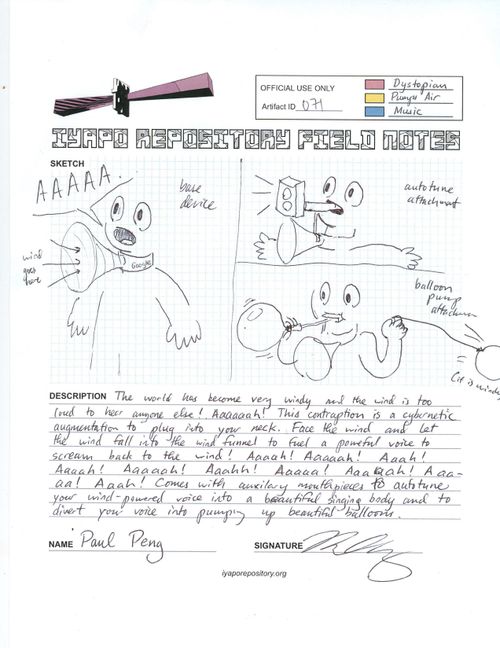 OFFICIAL USE ONLY
Artifact ID 071
Dystopian
Pumps Air
Music
IYAPO REPOSITORY FIELD NOTES
SKETCH
AAAAA.
base
device
wind
goes
here
Google
autotune
attachment
balloon
pump
attachment
(it is windy
DESCRIPTION The world has become very windy and the wind is too
loud to hear anyone else! Aaaaaah! This contraption is a cybernetic
augmentation to plug into your neck. Face the wind and let
the wind fall into the wind funnel to fuel a powerful voice to
scream back to the wind! Aaaah! Aaaaah! Aaah!
Aaaah! Aaaaah! Aaahh! Aaaaa! Aaaaah! Aaa-
aa! Aaah! Comes with auxilary mouthpieces to autotune
your wind-powered voice into a beautiful singing body and to
divert your voice into pumping up beautiful balloons.
NAME Paul Peng
SIGNATURE
iyaporepository.org